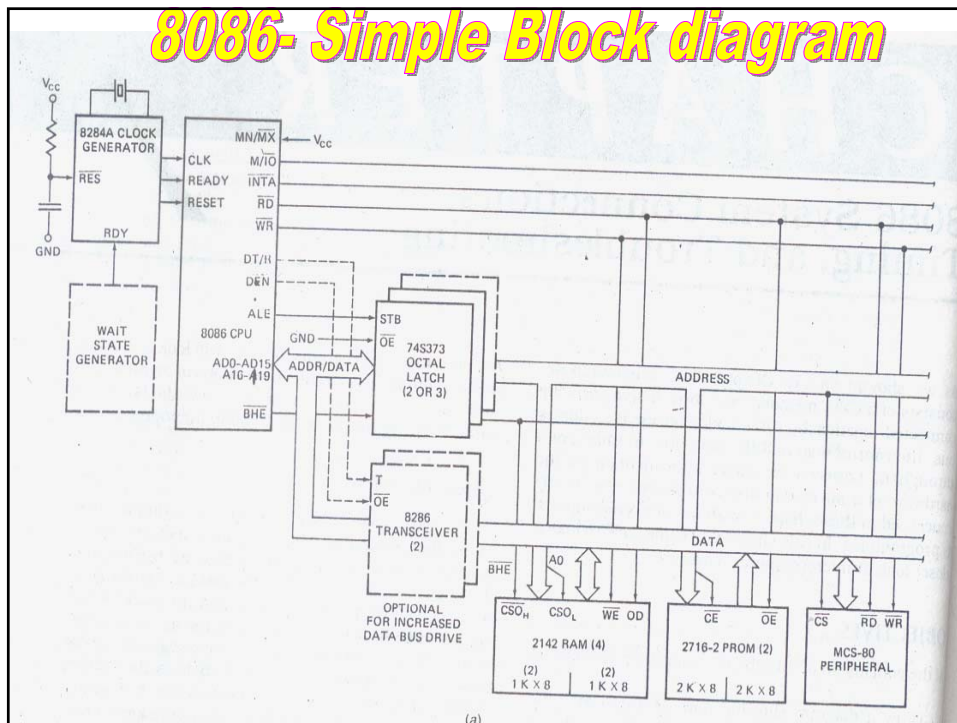 8086- Simple Block diagram
VCC
8284A CLOCK
GENERATOR
RES
RDY
GND
CLK
READY
RESET
WAIT
STATE
GENERATOR
MN/MX
VCC
M/IO
INTA
RD
WR
DT/R
DEN
ALE
8086 CPU
AD0-AD15
A16-A19
BHE
ADDR/DATA
GND
STB
OE
74S373
OCTAL
LATCH
(2 OR 3)
T
OE
8286
TRANSCEIVER
(2)
OPTIONAL
FOR INCREASED
DATA BUS DRIVE
ADDRESS
DATA
BHE
A0
CSOH
CSOL
WE
OD
2142 RAM (4)
(2)
1 K X 8
(2)
1 K X 8
CE
OE
2716-2 PROM (2)
2 K X 8
2 K X 8
CS
RD
WR
MCS-80
PERIPHERAL
(a)